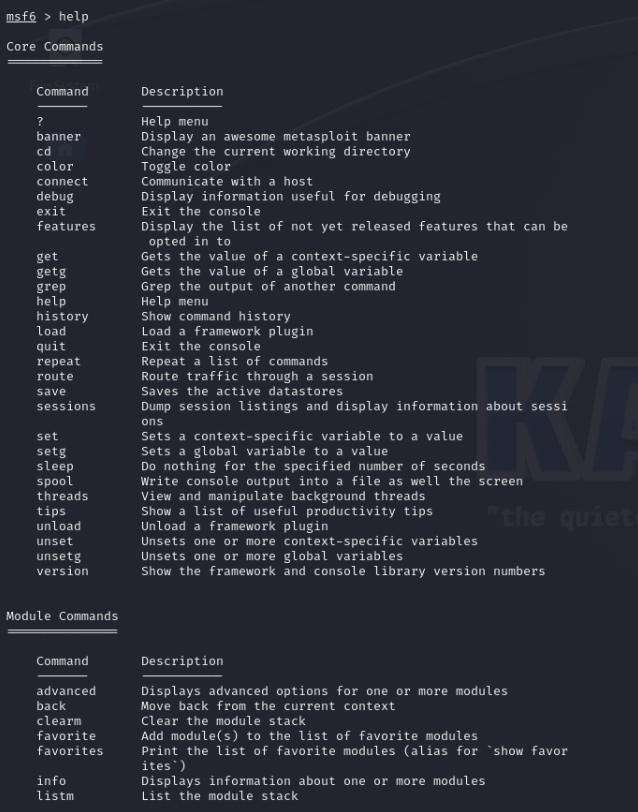 msf6 > help
Core Commands
Command Description
? Help menu
banner Display an awesome metasploit banner
cd Change the current working directory
color Toggle color
connect Communicate with a host
debug Display information useful for debugging
exit Exit the console
features Display the list of not yet released features that can be
opted in to
get Gets the value of a context-specific variable
getg Gets the value of a global variable
grep Grep the output of another command
help Help menu
history Show command history
load Load a framework plugin
quit Exit the console
repeat Repeat a list of commands
route Route traffic through a session
save Saves the active datastores
sessions Dump session listings and display information about sessi
ons
set Sets a context-specific variable to a value
setg Sets a global variable to a value
sleep Do nothing for the specified number of seconds
spool Write console output into a file as well the screen
threads View and manipulate background threads
tips Show a list of useful productivity tips
unload Unload a framework plugin
unset Unsets one or more context-specific variables
unsetg Unsets one or more global variables
version Show the framework and console library version numbers
KA
"the quiet
Module Commands
Command Description
advanced Displays advanced options for one or more modules
back Move back from the current context
clearm Clear the module stack
favorite Add module(s) to the list of favorite modules
favorites Print the list of favorite modules (alias for `show favor
ites`)
info Displays information about one or more modules
listm List the module stack